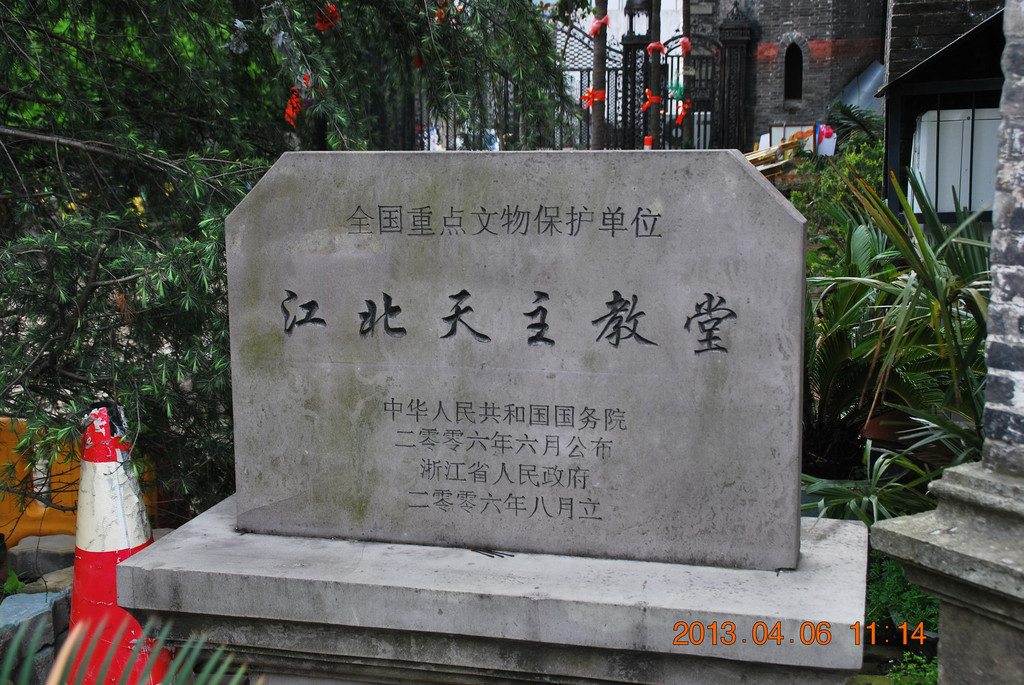 全国重点文物保护单位
江北天主教堂
中华人民共和国国务院
二零零六年六月公布
浙江省人民政府
二零零六年八月立
2013.04.06 11:14